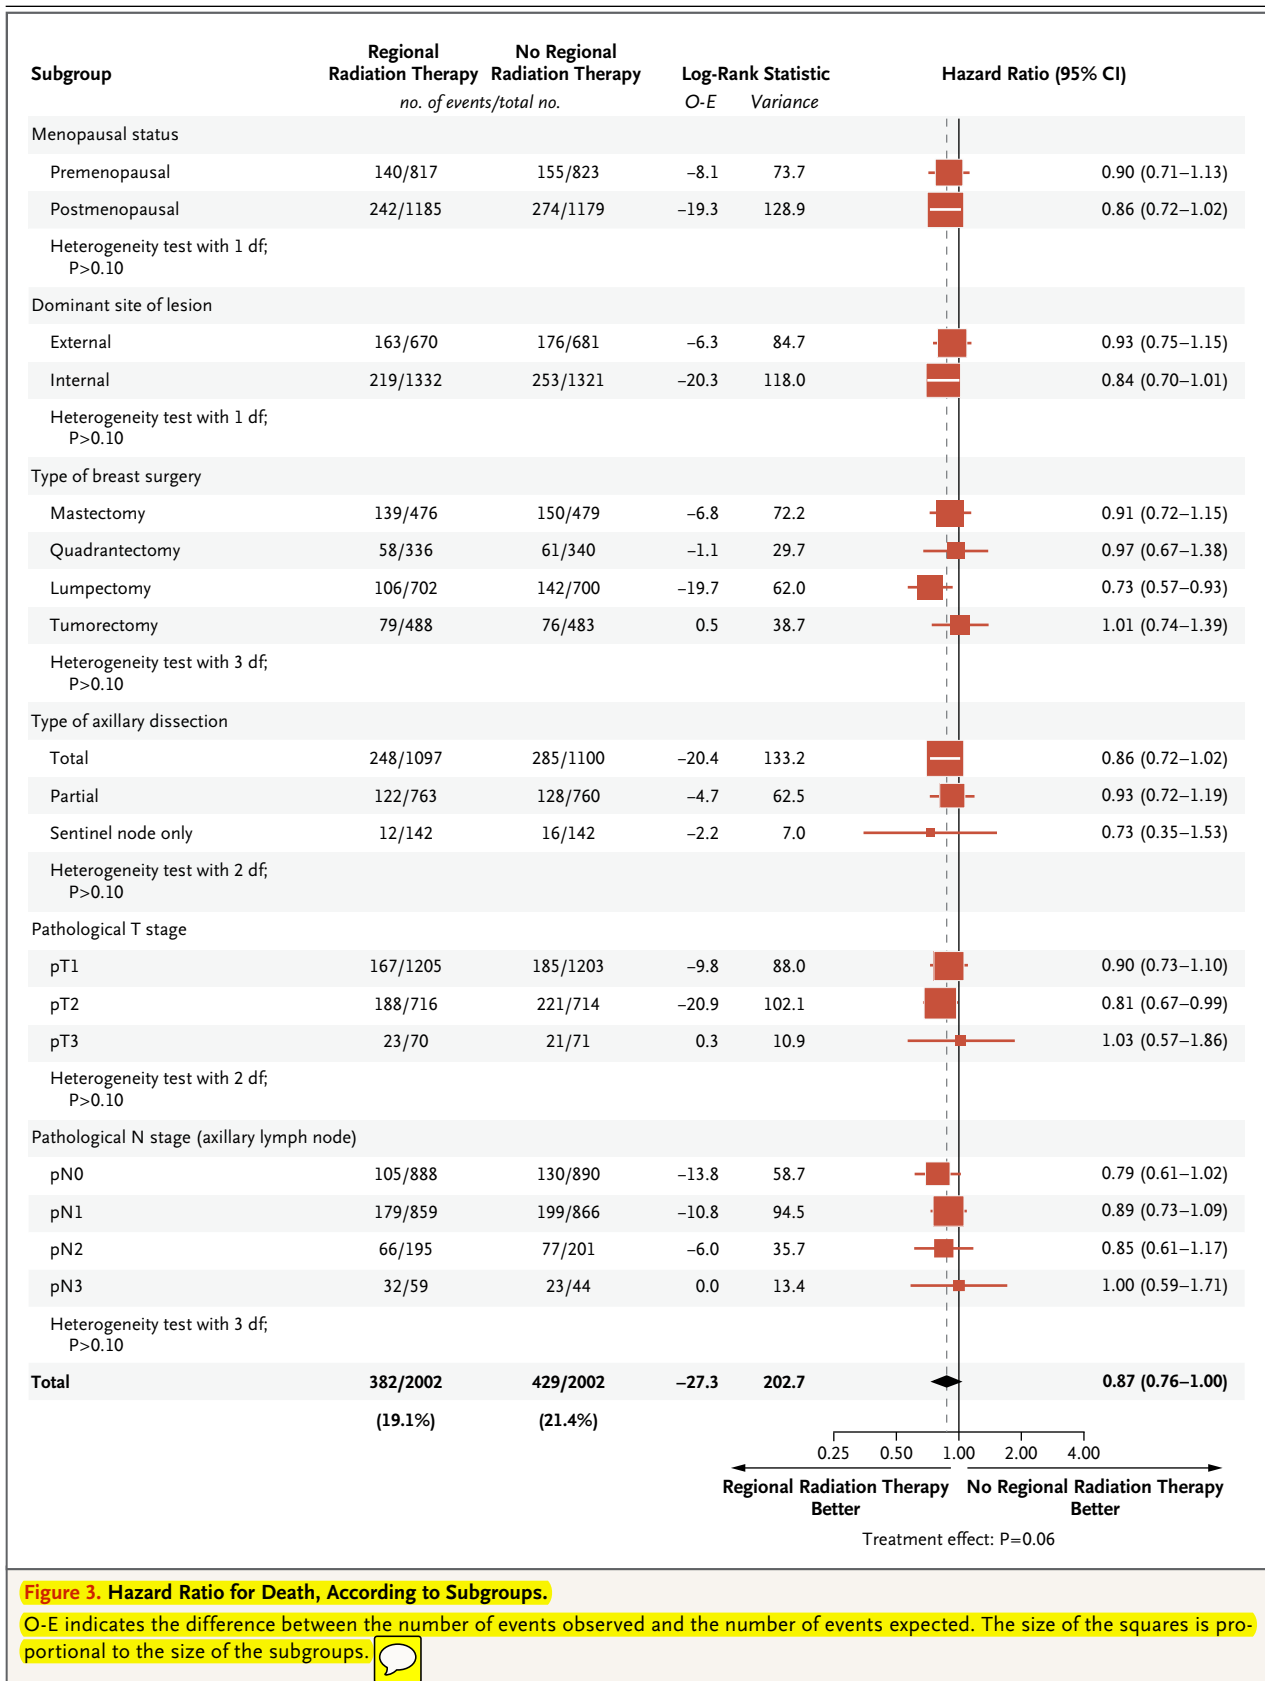 Regional No Regional
Subgroup Radiation Therapy Radiation Therapy Log-Rank Statistic Hazard Ratio (95% CI)
no. of events/total no. O-E Variance
Menopausal status
Premenopausal 140/817 155/823 –8.1 73.7 0.90 (0.71–1.13)
Postmenopausal 242/1185 274/1179 –19.3 128.9 0.86 (0.72–1.02)
Heterogeneity test with 1 df;
P>0.10
Dominant site of lesion
External 163/670 176/681 –6.3 84.7 0.93 (0.75–1.15)
Internal 219/1332 253/1321 –20.3 118.0 0.84 (0.70–1.01)
Heterogeneity test with 1 df;
P>0.10
Type of breast surgery
Mastectomy 139/476 150/479 –6.8 72.2 0.91 (0.72–1.15)
Quadrantectomy 58/336 61/340 –1.1 29.7 0.97 (0.67–1.38)
Lumpectomy 106/702 142/700 –19.7 62.0 0.73 (0.57–0.93)
Tumorectomy 79/488 76/483 0.5 38.7 1.01 (0.74–1.39)
Heterogeneity test with 3 df;
P>0.10
Type of axillary dissection
Total 248/1097 285/1100 –20.4 133.2 0.86 (0.72–1.02)
Partial 122/763 128/760 –4.7 62.5 0.93 (0.72–1.19)
Sentinel node only 12/142 16/142 –2.2 7.0 0.73 (0.35–1.53)
Heterogeneity test with 2 df;
P>0.10
Pathological T stage
pT1 167/1205 185/1203 –9.8 88.0 0.90 (0.73–1.10)
pT2 188/716 221/714 –20.9 102.1 0.81 (0.67–0.99)
pT3 23/70 21/71 0.3 10.9 1.03 (0.57–1.86)
Heterogeneity test with 2 df;
P>0.10
Pathological N stage (axillary lymph node)
pN0 105/888 130/890 –13.8 58.7 0.79 (0.61–1.02)
pN1 179/859 199/866 –10.8 94.5 0.89 (0.73–1.09)
pN2 66/195 77/201 –6.0 35.7 0.85 (0.61–1.17)
pN3 32/59 23/44 0.0 13.4 1.00 (0.59–1.71)
Heterogeneity test with 3 df;
P>0.10
Total 382/2002 429/2002 –27.3 202.7 0.87 (0.76–1.00)
(19.1%) (21.4%)
0.25 0.50 1.00 2.00 4.00
Regional Radiation Therapy No Regional Radiation Therapy
Better Better
Treatment effect: P=0.06
Figure 3. Hazard Ratio for Death, According to Subgroups.
O-E indicates the difference between the number of events observed and the number of events expected. The size of the squares is pro-
portional to the size of the subgroups.